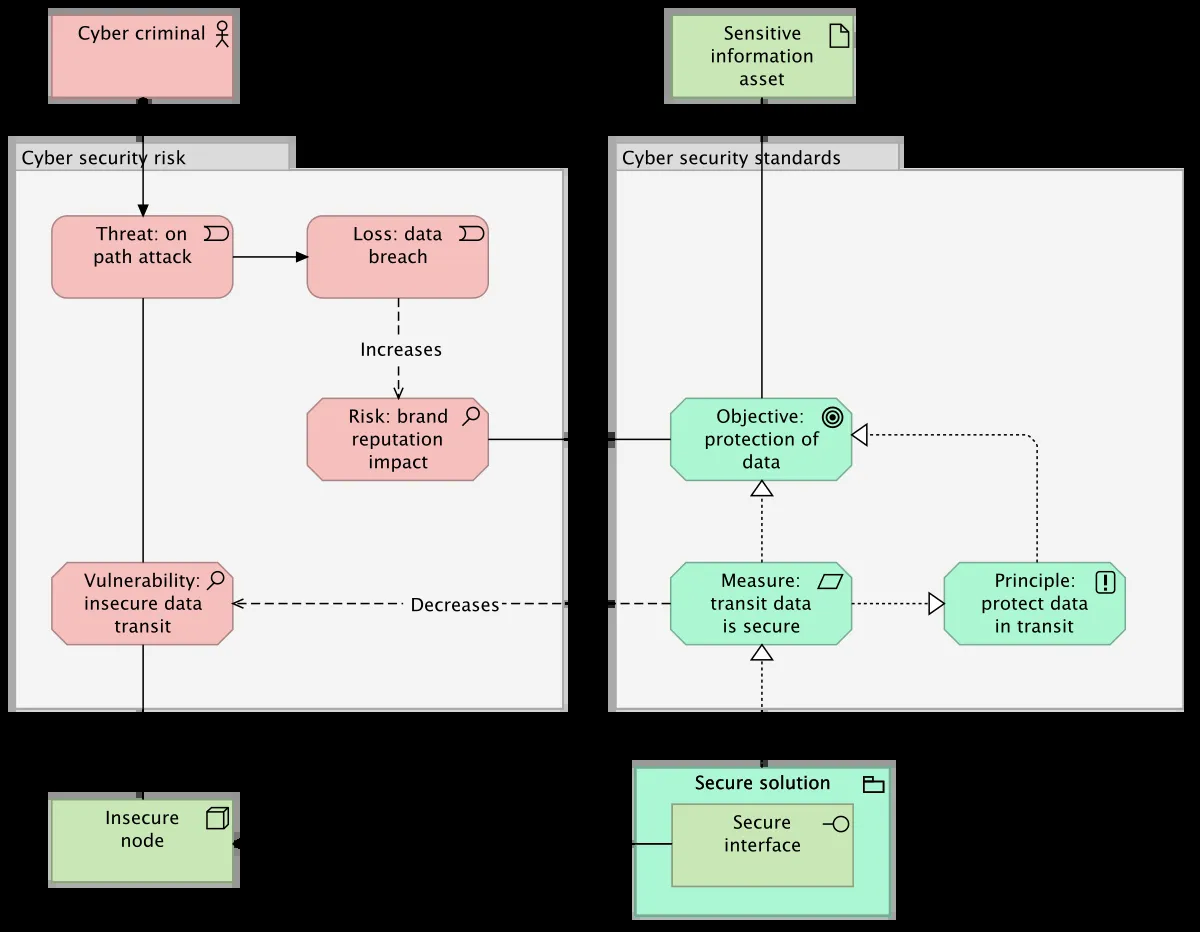 Cyber criminal
Sensitive
information
asset
Cyber security risk
Cyber security standards
Threat: on
path attack
Loss: data
breach
Increases
Risk: brand
reputation
impact
Objective:
protection of
data
Vulnerability:
insecure data
transit
Decreases
Measure:
transit data
is secure
Principle:
protect data
in transit
Insecure
node
Secure solution
Secure
interface